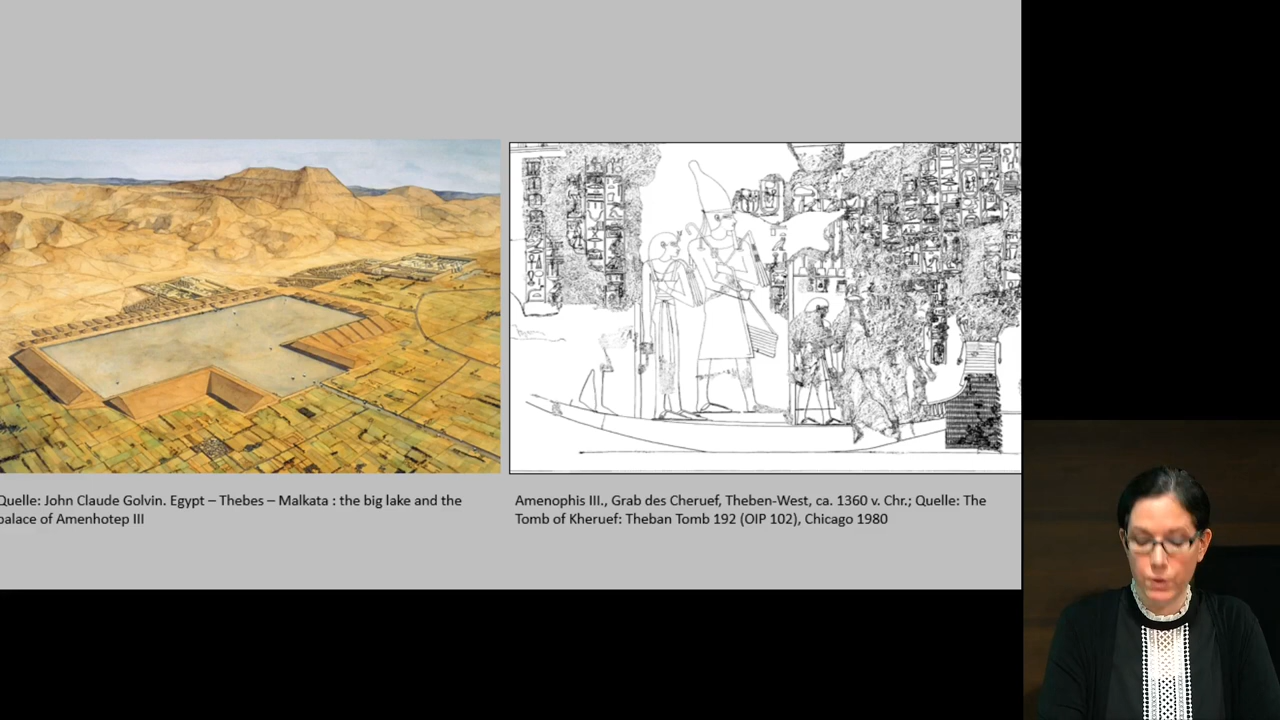 Quelle: John Claude Golvin. Egypt – Thebes – Malkata : the big lake and the
palace of Amenhotep III
Amenophis III., Grab des Cheruef, Theben-West, ca. 1360 v. Chr.; Quelle: The
Tomb of Kheruef: Theban Tomb 192 (OIP 102), Chicago 1980